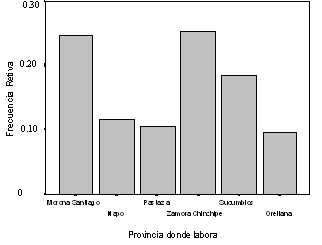 0.30
Frecuencia Retiva
0.20
0.10
0
Morona Santiago
Napo
Pastaza
Zamora Chinchipe
Sucumbios
Orellana
Provincia donde labora